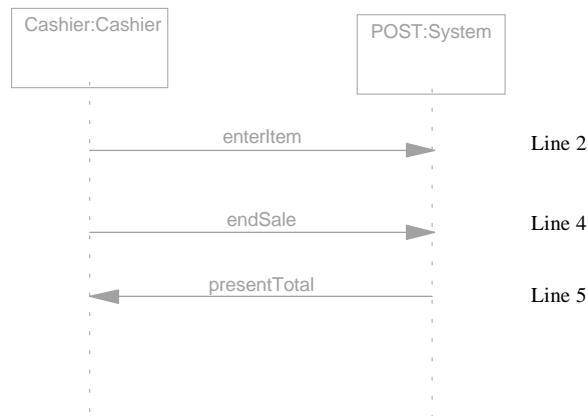 Cashier:Cashier
POST:System
enterItem
Line 2
endSale
Line 4
presentTotal
Line 5